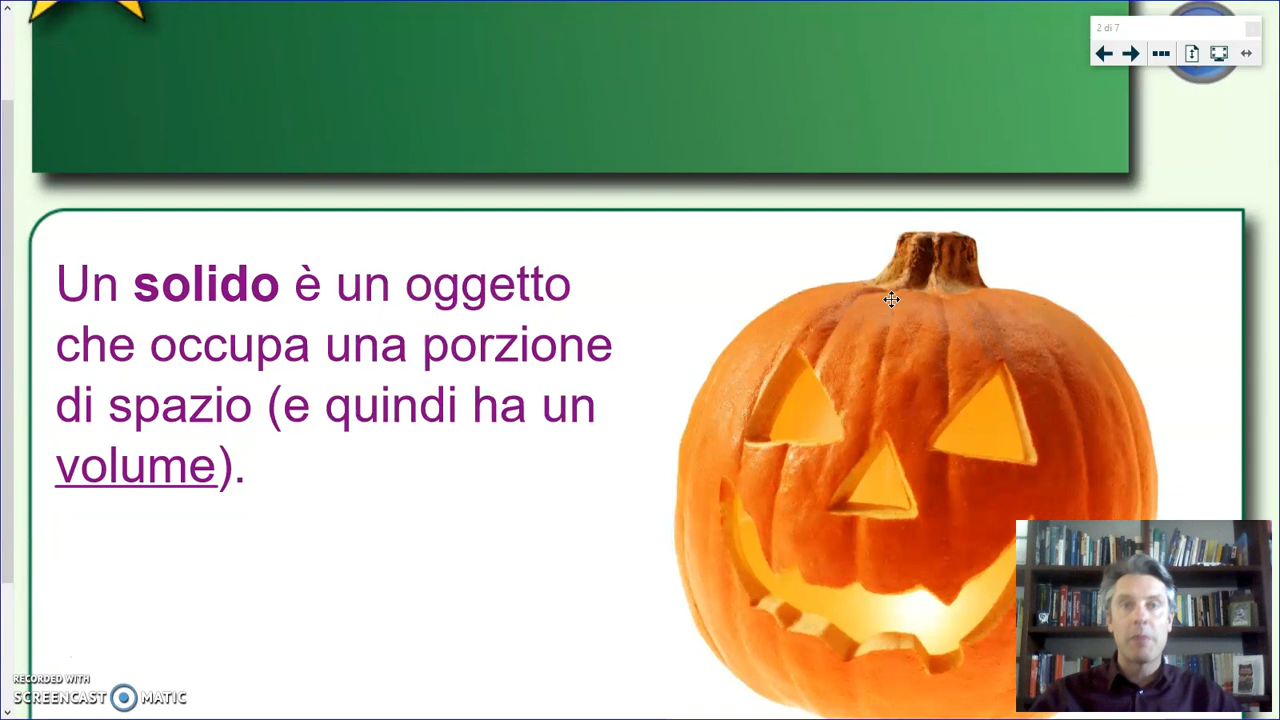 2 di 7
Un solido è un oggetto
che occupa una porzione
di spazio (e quindi ha un
volume).
RECORDED WITH
SCREENCAST MATIC